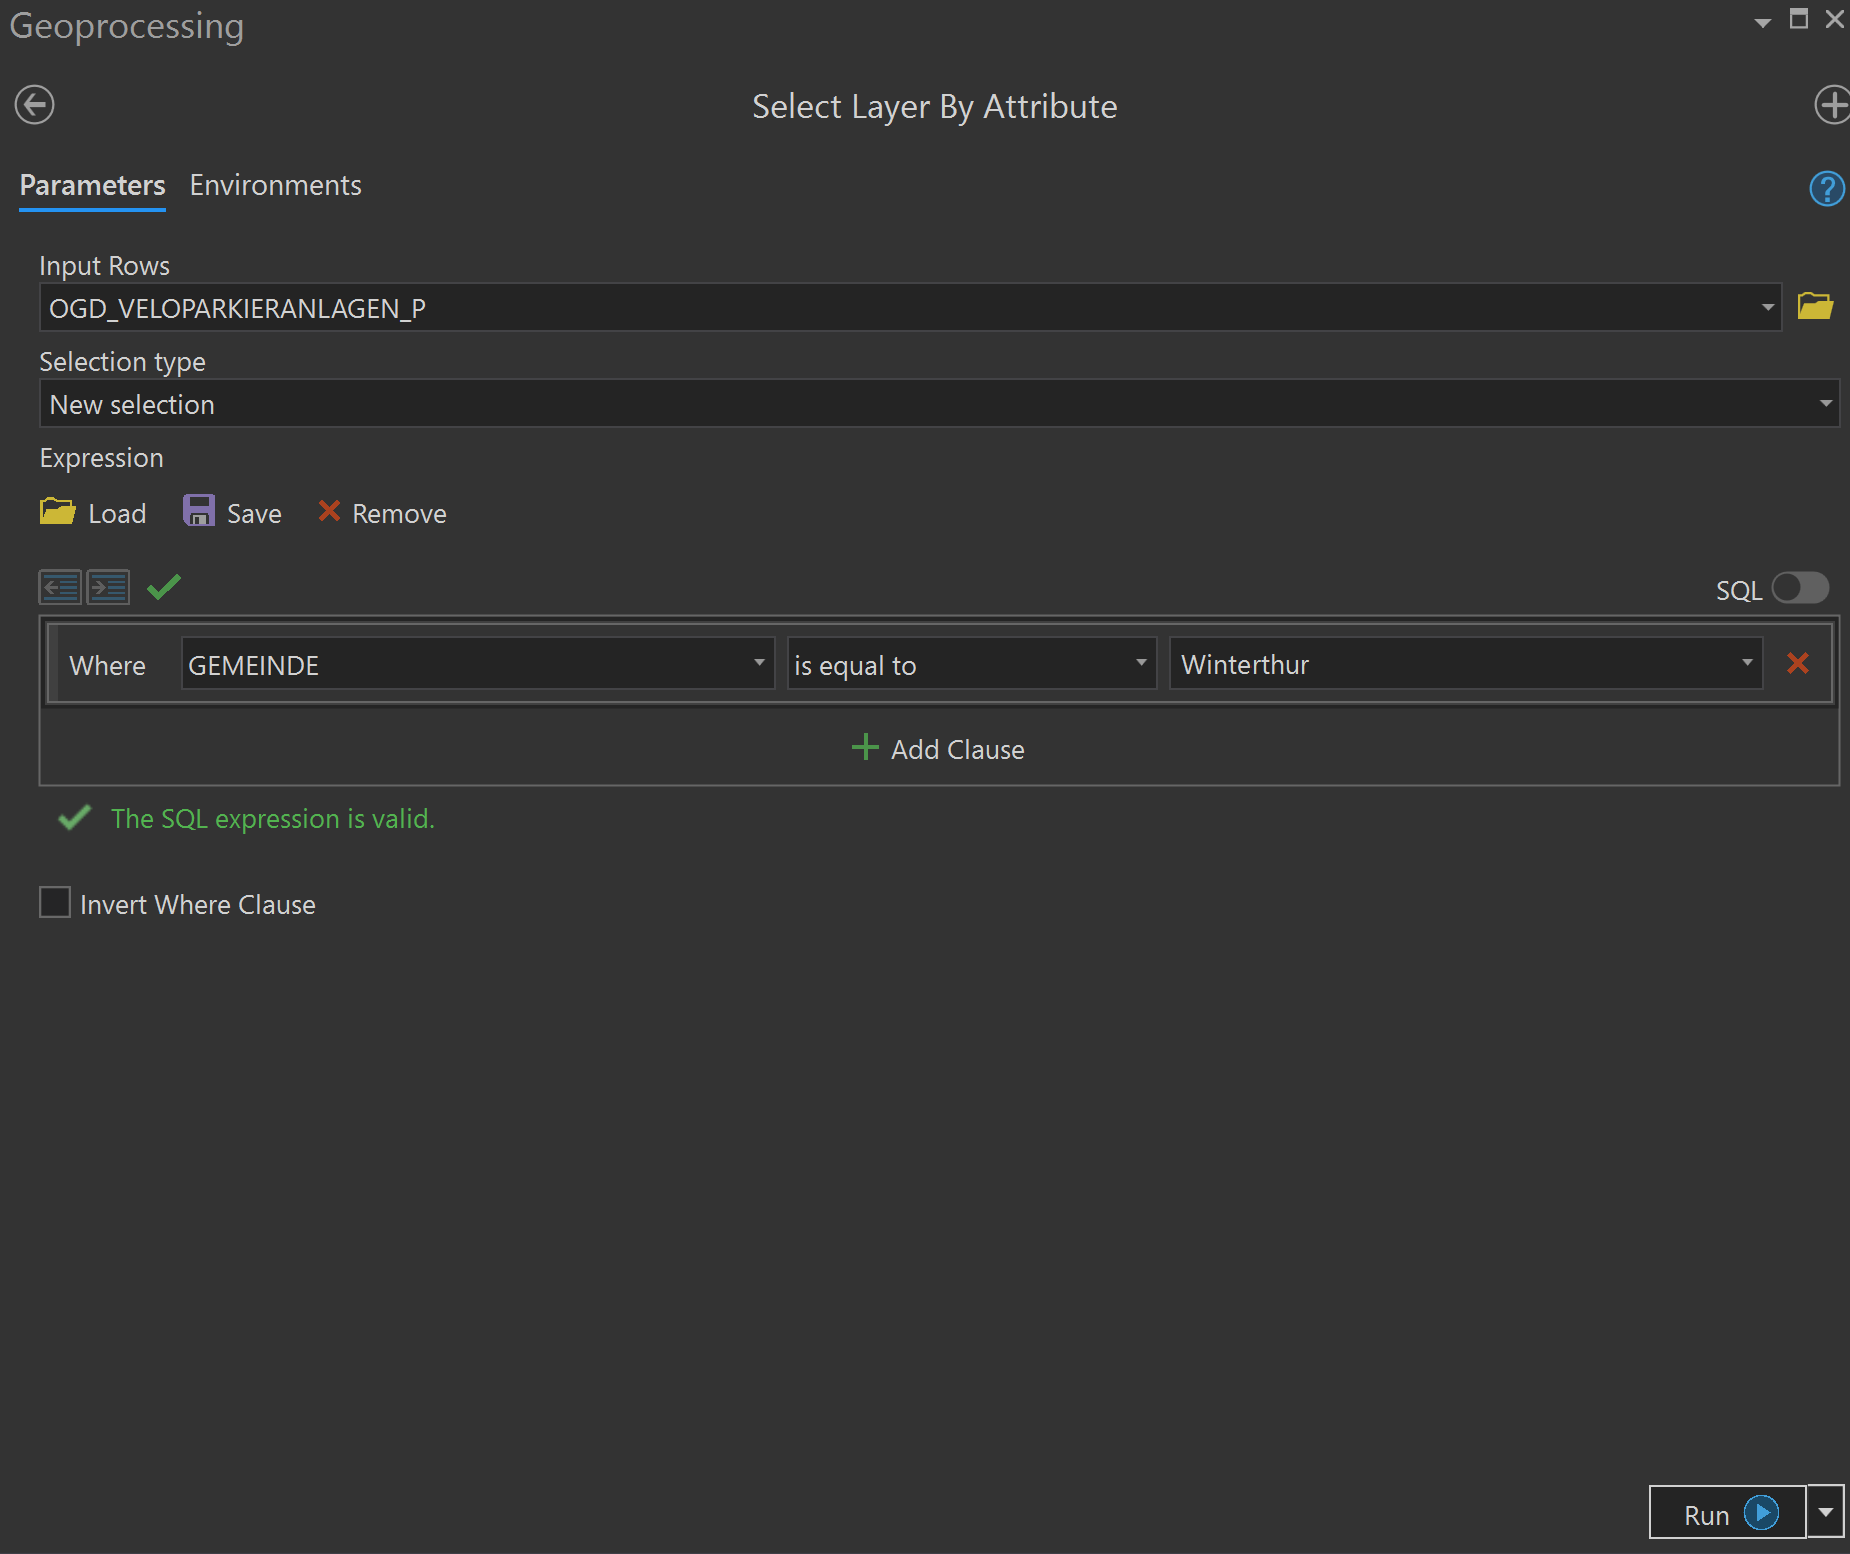 Geoprocessing
Select Layer By Attribute
Parameters Environments
Input Rows
OGD_VELOPARKIERANLAGEN_P
Selection type
New selection
Expression
Load Save Remove
SQL
Where GEMEINDE is equal to Winterthur
Add Clause
The SQL expression is valid.
Invert Where Clause
Run